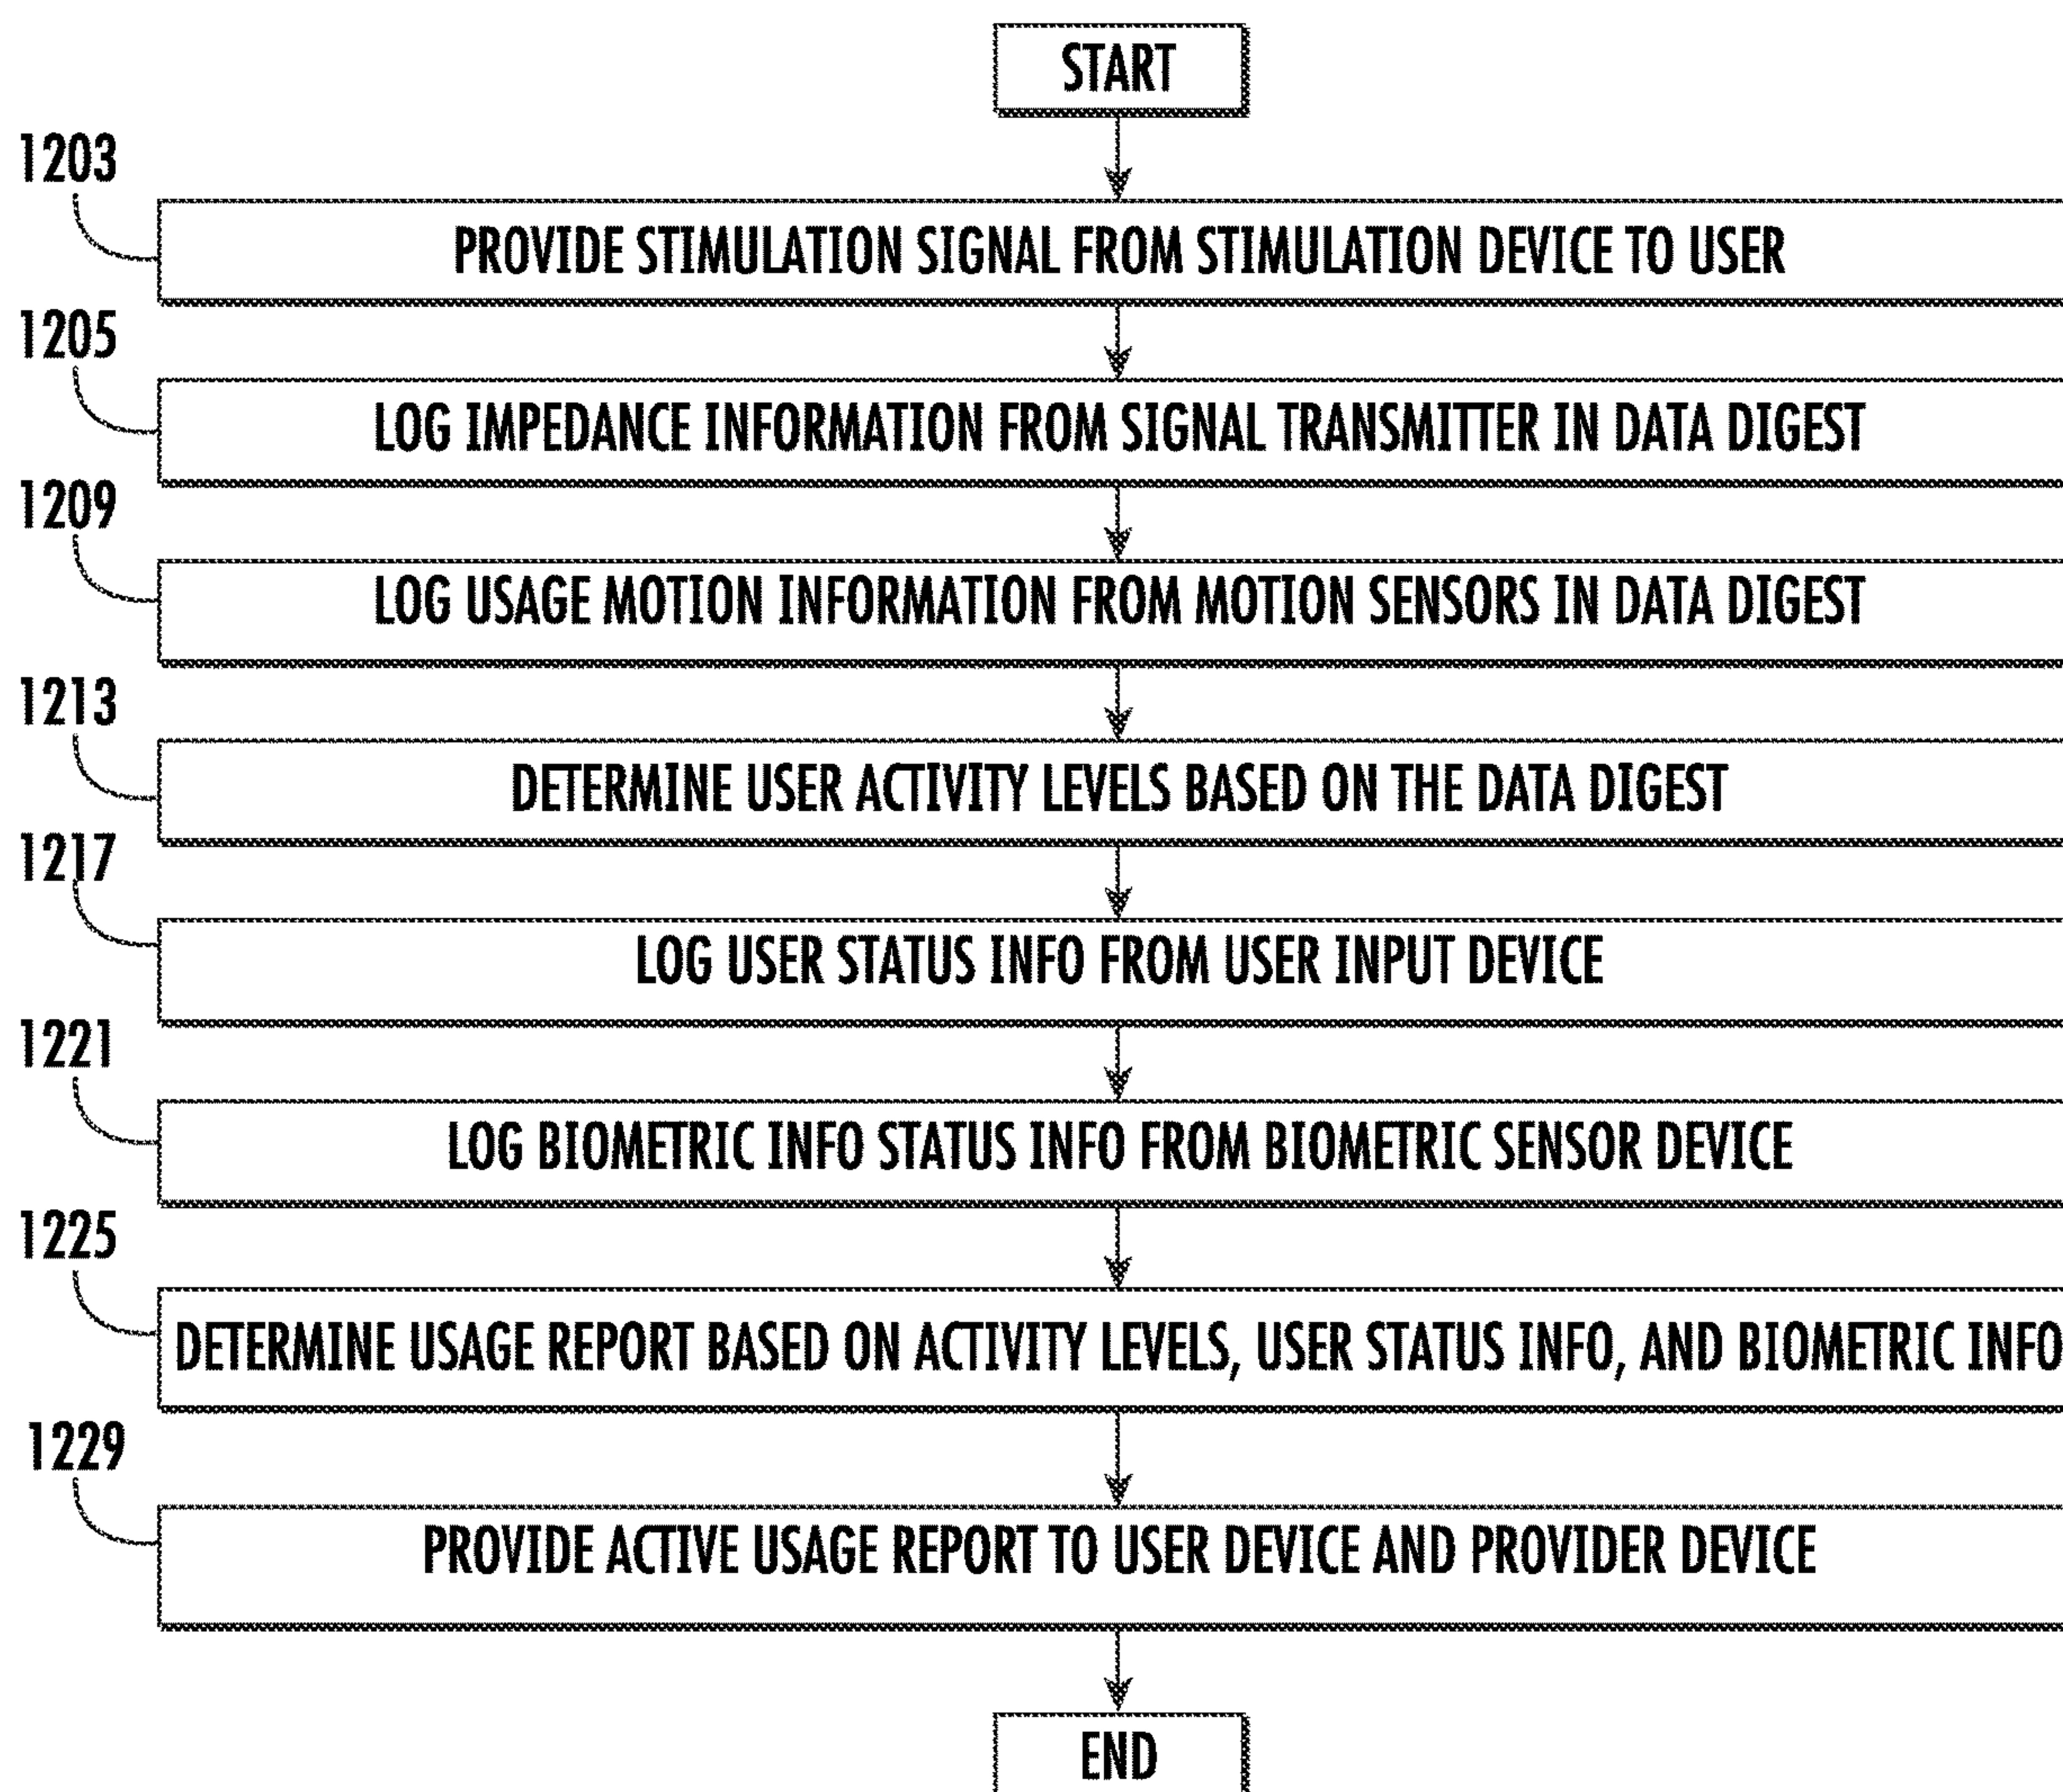 START
1203
PROVIDE STIMULATION SIGNAL FROM STIMULATION DEVICE TO USER
1205
LOG IMPEDANCE INFORMATION FROM SIGNAL TRANSMITTER IN DATA DIGEST
1209
LOG USAGE MOTION INFORMATION FROM MOTION SENSORS IN DATA DIGEST
1213
DETERMINE USER ACTIVITY LEVELS BASED ON THE DATA DIGEST
1217
LOG USER STATUS INFO FROM USER INPUT DEVICE
1221
LOG BIOMETRIC INFO STATUS INFO FROM BIOMETRIC SENSOR DEVICE
1225
DETERMINE USAGE REPORT BASED ON ACTIVITY LEVELS, USER STATUS INFO, AND BIOMETRIC INFO
1229
PROVIDE ACTIVE USAGE REPORT TO USER DEVICE AND PROVIDER DEVICE
END